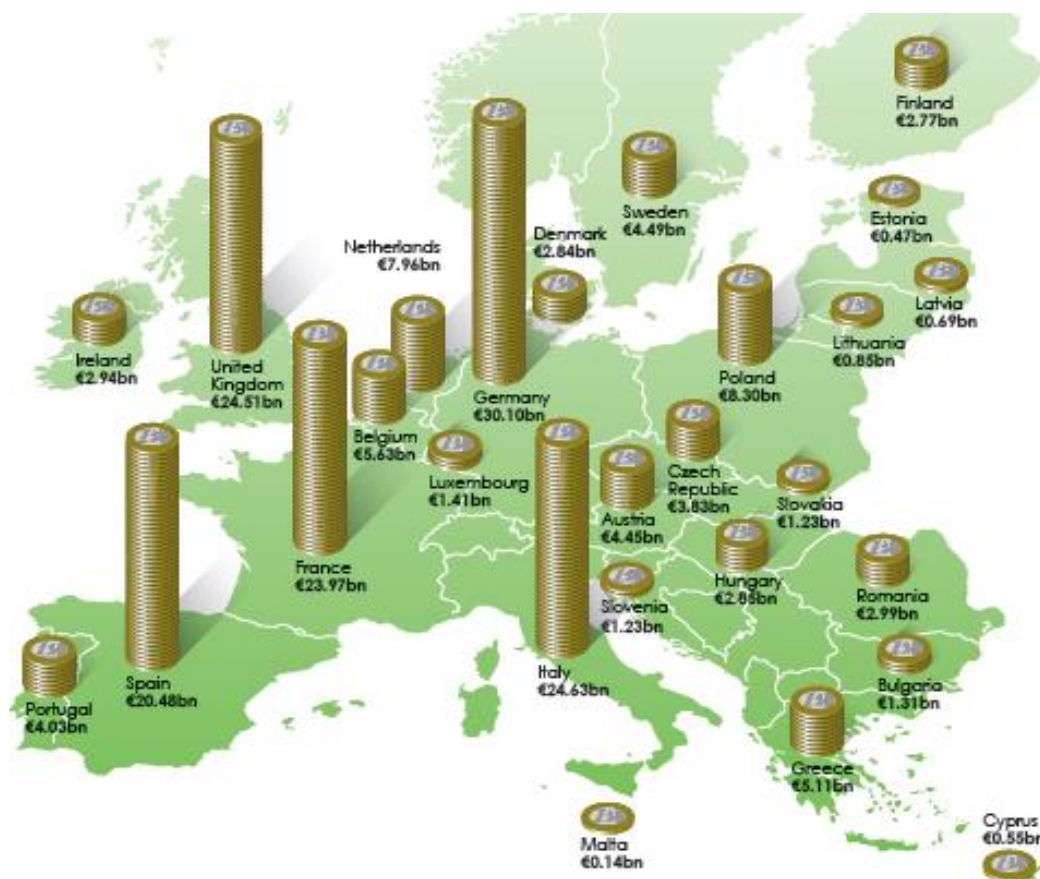 Finland
€2.77bn
Sweden
€4.49bn
Estonia
€0.47bn
Denmark
€2.84bn
Netherlands
€7.96bn
Latvia
€0.69bn
Lithuania
€0.85bn
Ireland
€2.94bn
United
Kingdom
€24.51bn
Poland
€8.30bn
Germany
€30.10bn
Belgium
€5.63bn
Luxembourg
€1.41bn
Czech
Republic
€3.83bn
Slovakia
€1.23bn
Austria
€4.45bn
France
€23.97bn
Hungary
€2.85bn
Romania
€2.99bn
Slovenia
€1.23bn
Italy
€24.63bn
Spain
€20.48bn
Portugal
€4.03bn
Bulgaria
€1.31bn
Greece
€5.11bn
Malta
€0.14bn
Cyprus
€0.55bn